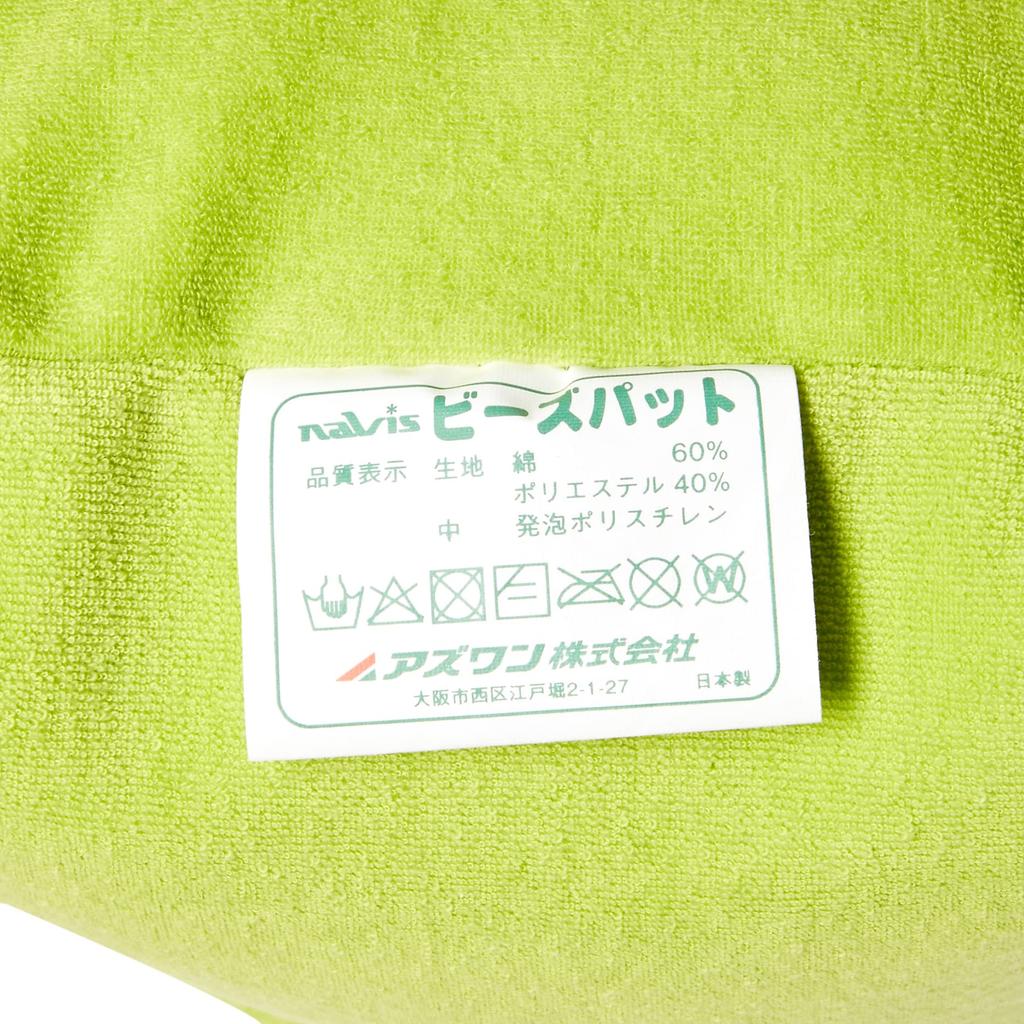 navis ビーズパット
品質表示 生地 綿 60%
ポリエステル 40%
中 発泡ポリスチレン
W
アズワン株式会社
大阪市西区江戸堀2-1-27 日本製